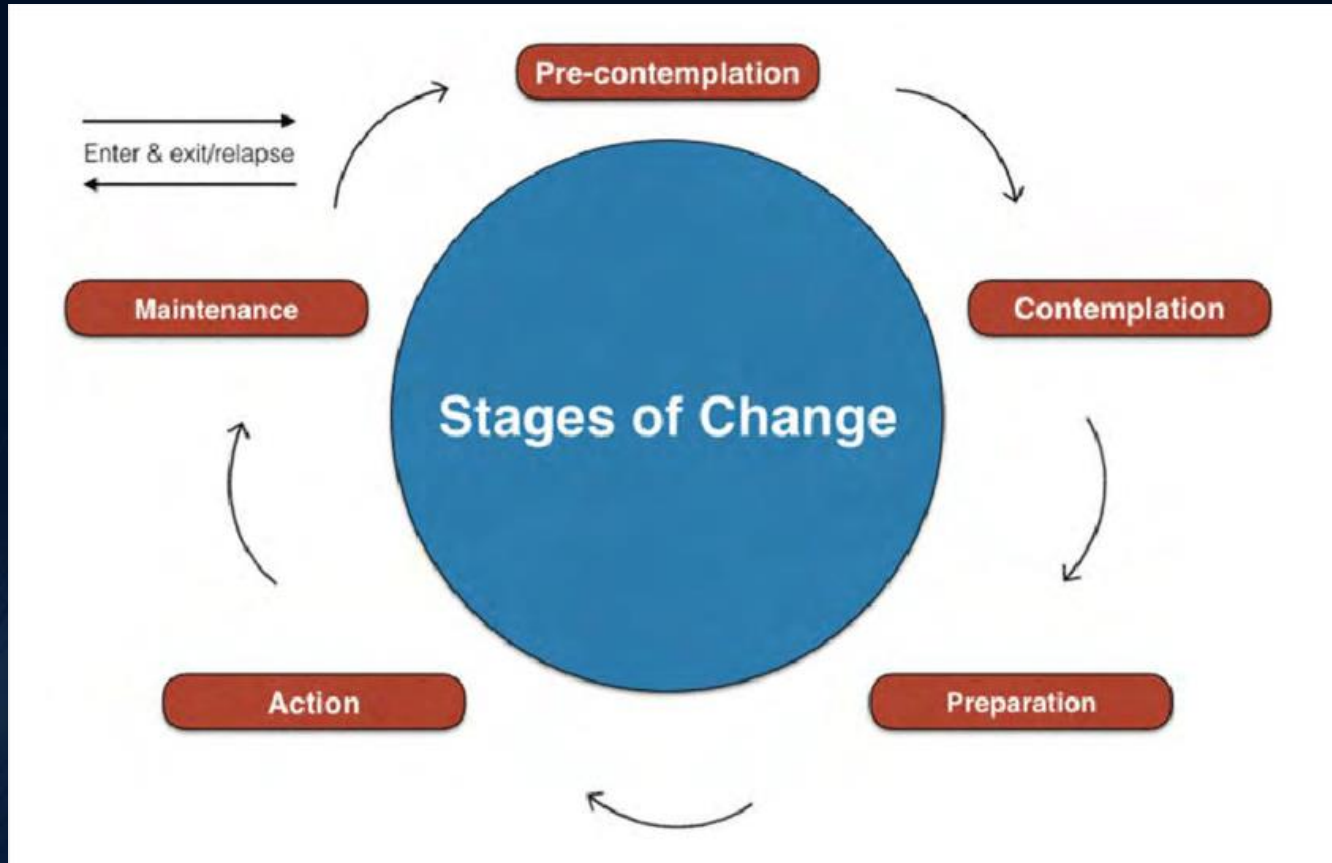 Pre-contemplation
Enter & exit/relapse
Maintenance
Contemplation
Stages of Change
Action
Preparation